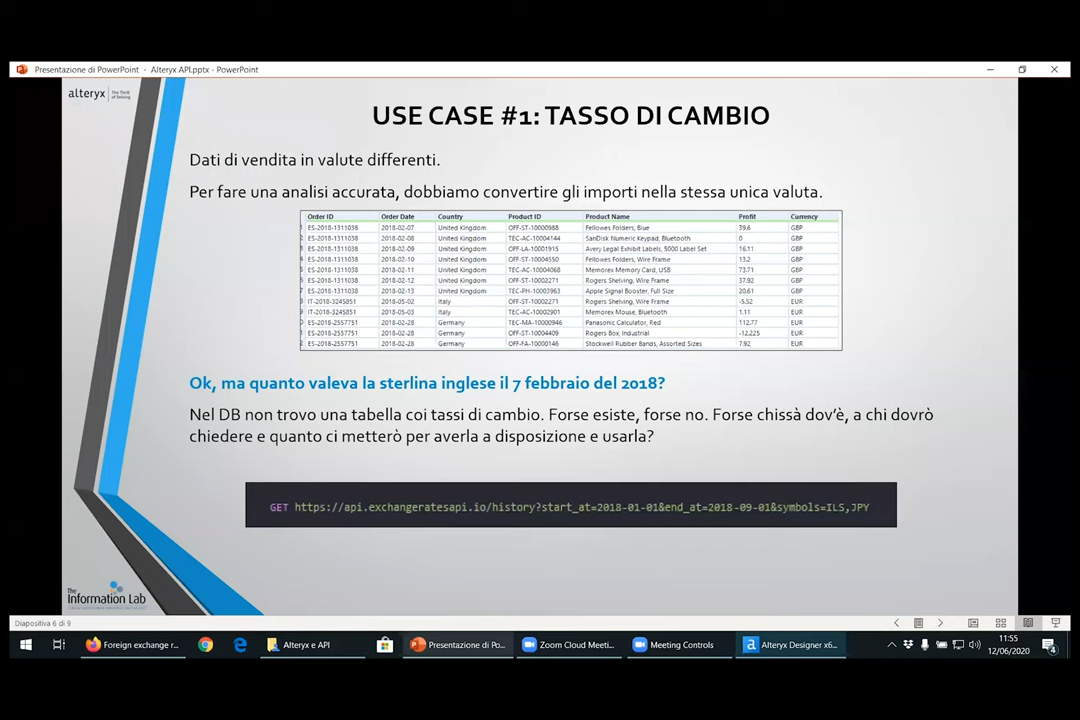 Presentazione di PowerPoint - Alteryx API.pptx - PowerPoint
alteryx
The Thrill
of Solving
USE CASE #1: TASSO DI CAMBIO
Dati di vendita in valute differenti.
Per fare una analisi accurata, dobbiamo convertire gli importi nella stessa unica valuta.
Order ID Order Date Country Product ID Product Name Profit Currency
ES-2018-1311038 2018-02-07 United Kingdom OFF-ST-10000988 Fellowes Folders, Blue 39.6 GBP
ES-2018-1311038 2018-02-08 United Kingdom TEC-AC-10004144 SanDisk Numeric Keypad, Bluetooth 0 GBP
ES-2018-1311038 2018-02-09 United Kingdom OFF-LA-10001915 Avery Legal Exhibit Labels, 5000 Label Set 16.11 GBP
ES-2018-1311038 2018-02-10 United Kingdom OFF-ST-10004550 Fellowes Folders, Wire Frame 13.2 GBP
ES-2018-1311038 2018-02-11 United Kingdom TEC-AC-10004068 Memorex Memory Card, USB 73.71 GBP
ES-2018-1311038 2018-02-12 United Kingdom OFF-ST-10002271 Rogers Shelving, Wire Frame 37.92 GBP
ES-2018-1311038 2018-02-13 United Kingdom TEC-PH-10003963 Apple Signal Booster, Full Size 20.61 GBP
IT-2018-3245851 2018-05-02 Italy OFF-ST-10002271 Rogers Shelving, Wire Frame -5.52 EUR
IT-2018-3245851 2018-05-03 Italy TEC-AC-10002901 Memorex Mouse, Bluetooth 1.11 EUR
ES-2018-2557751 2018-02-28 Germany TEC-MA-10000946 Panasonic Calculator, Red 112.77 EUR
ES-2018-2557751 2018-02-28 Germany OFF-ST-10004409 Rogers Box, Industrial -12.225 EUR
ES-2018-2557751 2018-02-28 Germany OFF-FA-10000146 Stockwell Rubber Bands, Assorted Sizes 7.92 EUR
Ok, ma quanto valeva la sterlina inglese il 7 febbraio del 2018?
Nel DB non trovo una tabella coi tassi di cambio. Forse esiste, forse no. Forse chissà dov'è, a chi dovrò
chiedere e quanto ci metterò per averla a disposizione e usarla?
GET https://api.exchangeratesapi.io/history?start_at=2018-01-01&end_at=2018-09-01&symbols=ILS,JPY
The
Information Lab
Diapositiva 6 di 9
Foreign exchange r... Alteryx e API Presentazione di Po... Zoom Cloud Meeti... Meeting Controls Alteryx Designer x6... 11:55
12/06/2020 4